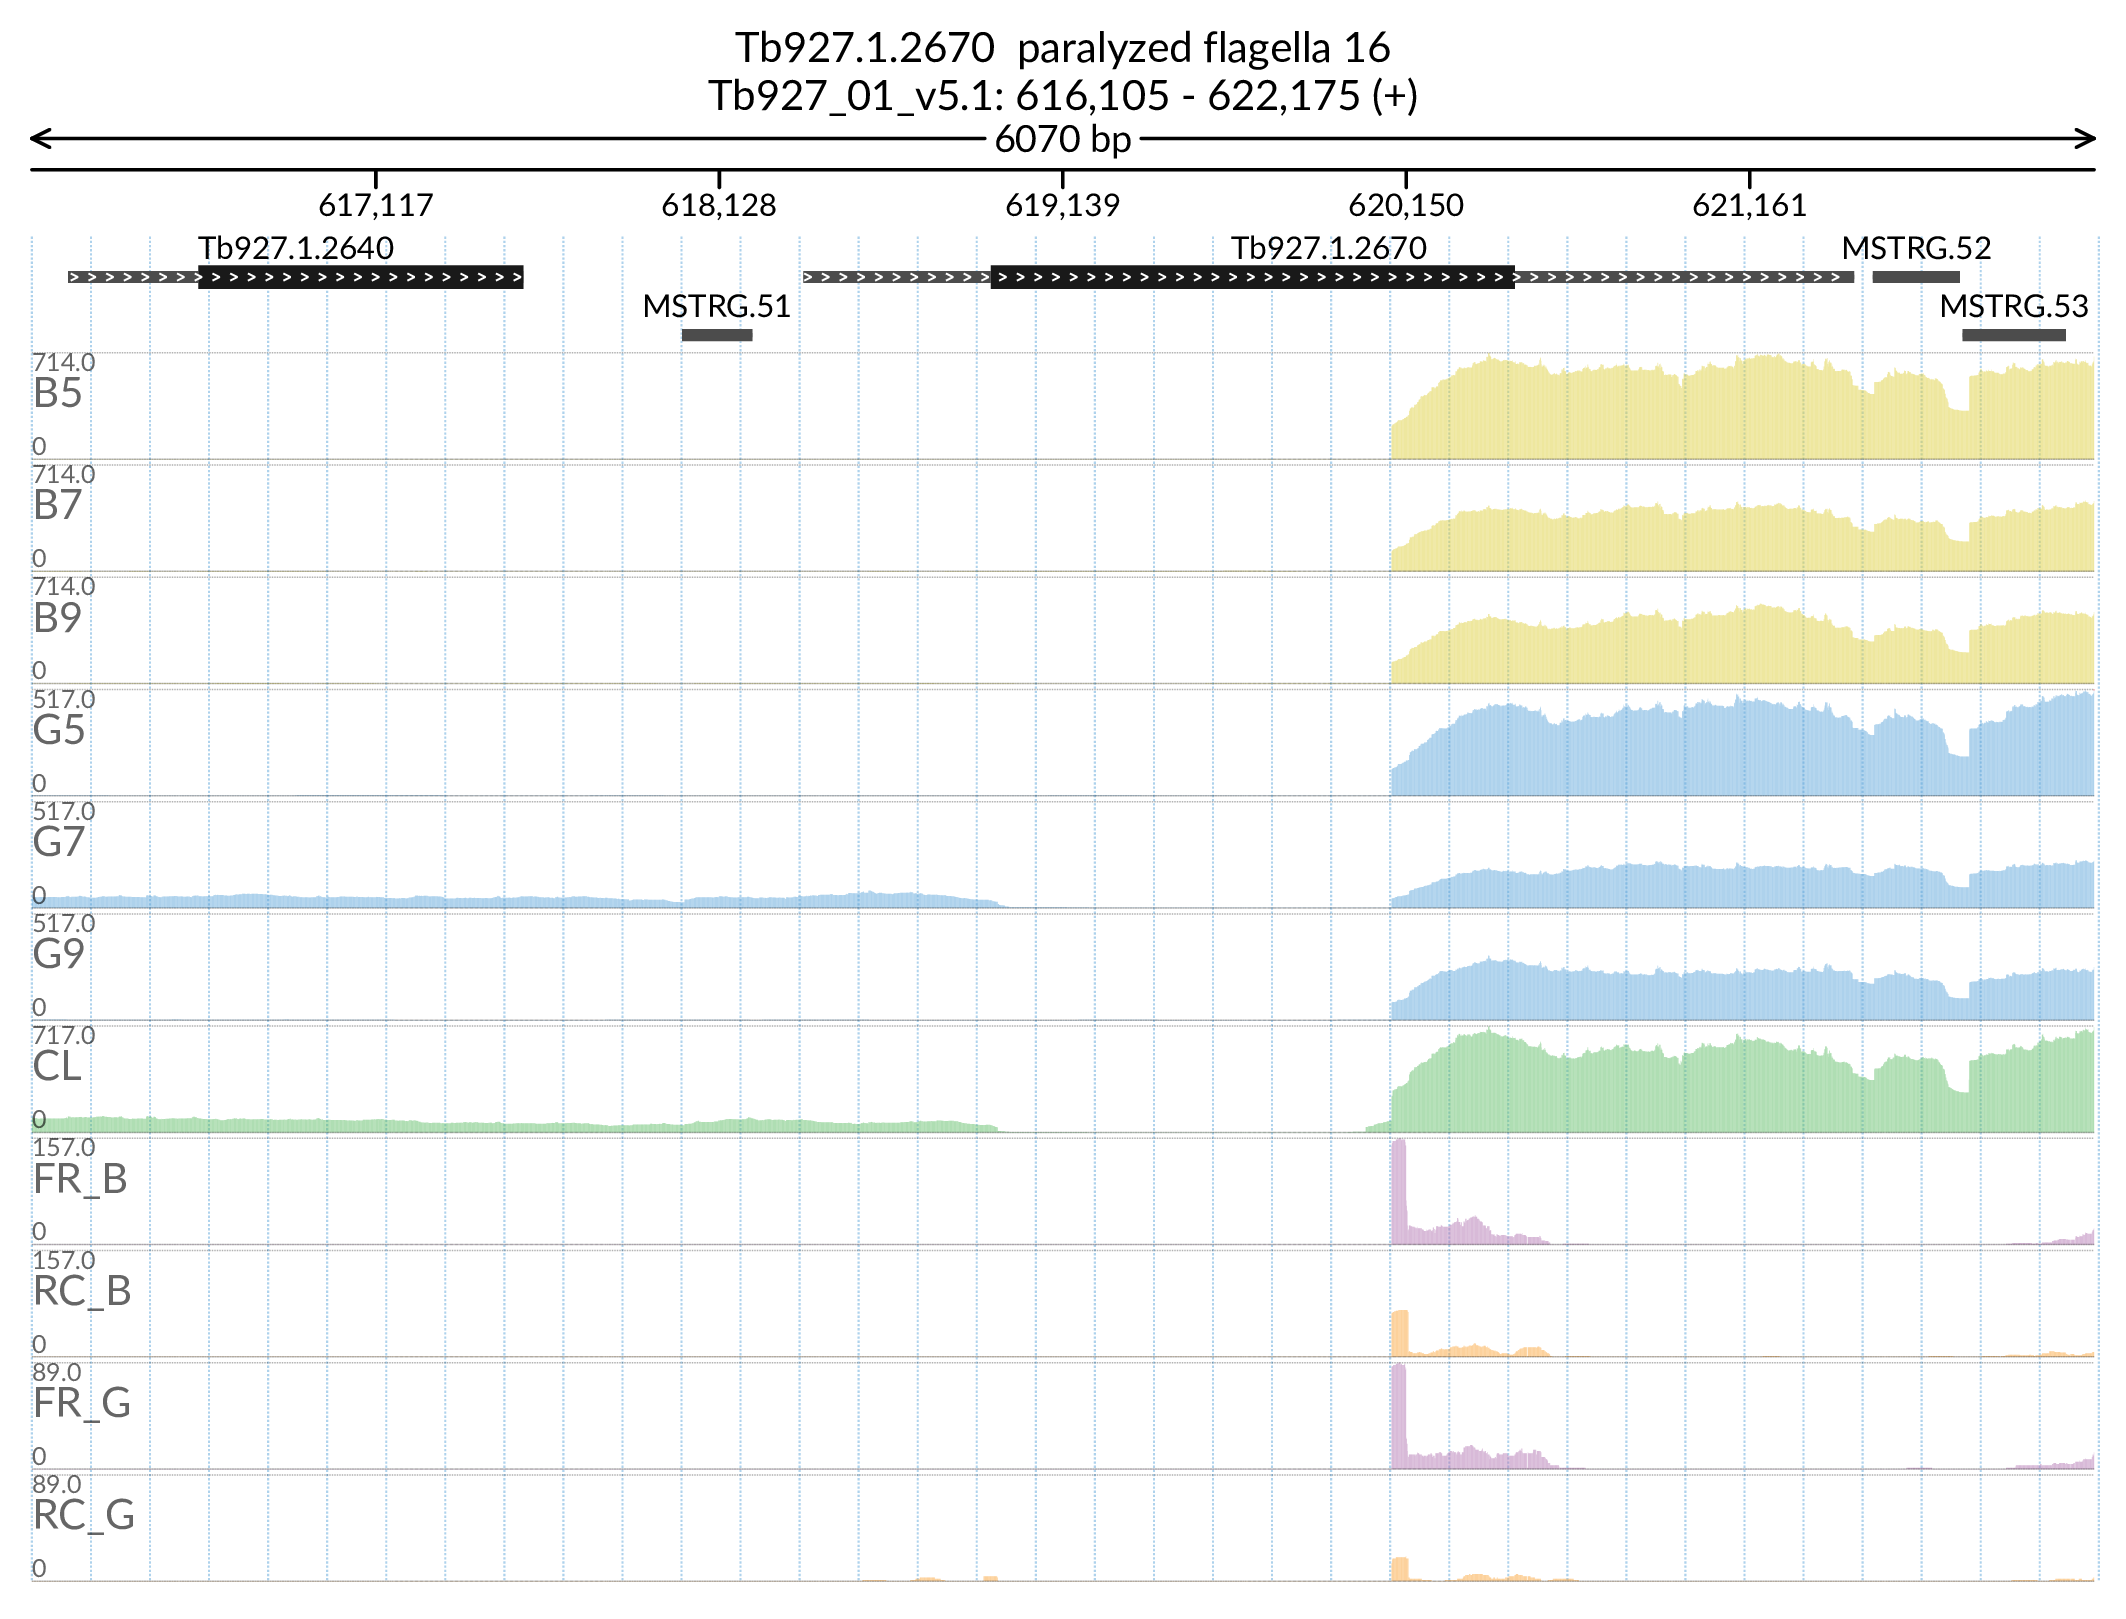 Tb927.1.2670 paralyzed flagella 16
Tb927_01_v5.1: 616,105 - 622,175 (+)
6070 bp
617,117 618,128 619,139 620,150 621,161
Tb927.1.2640 Tb927.1.2670 MSTRG.52
MSTRG.51 MSTRG.53
714.0
B5
0
714.0
B7
0
714.0
B9
0
517.0
G5
0
517.0
G7
0
517.0
G9
0
717.0
CL
0
157.0
FR_B
0
157.0
RC_B
0
89.0
FR_G
0
89.0
RC_G
0